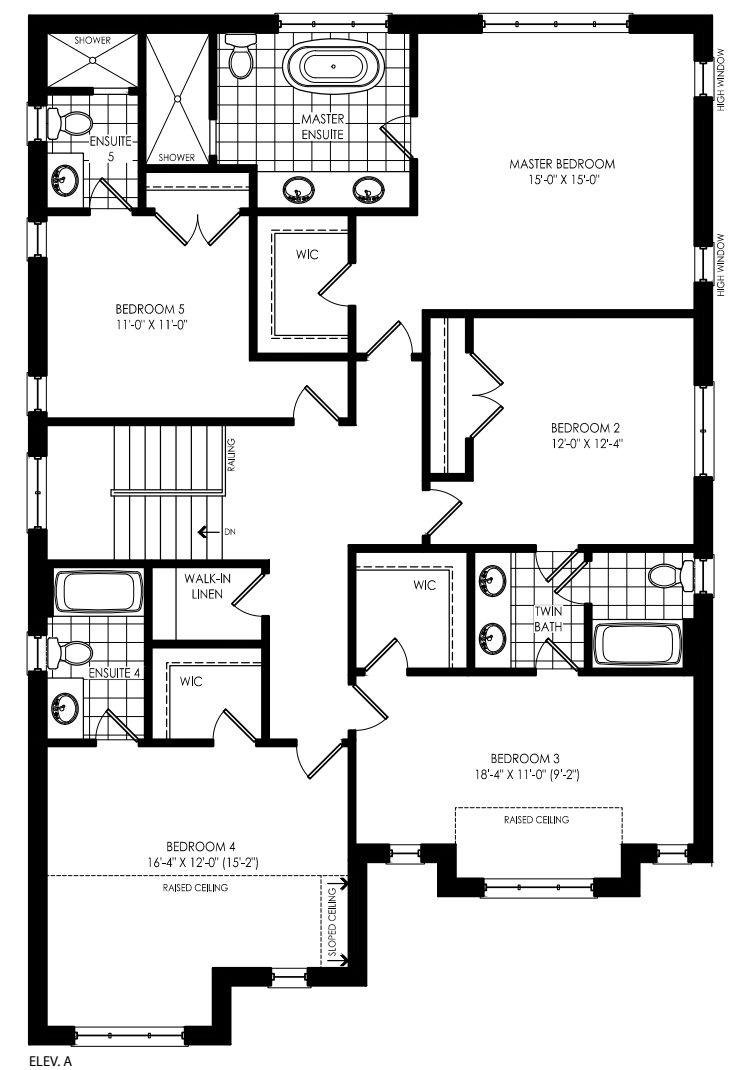 SHOWER
HIGH WINDOW
MASTER
ENSUITE
ENSUITE
5
SHOWER
MASTER BEDROOM
15'-0" X 15'-0"
WIC
HIGH WINDOW
BEDROOM 5
11'-0" X 11'-0"
BEDROOM 2
12'-0" X 12'-4"
RAILING
DN
WALK-IN
LINEN
WIC
TWIN
BATH
ENSUITE 4
WIC
BEDROOM 3
18'-4" X 11'-0" (9'-2")
RAISED CEILING
BEDROOM 4
16'-4" X 12'-0" (15'-2")
RAISED CEILING
SLOPED CEILING
ELEV. A